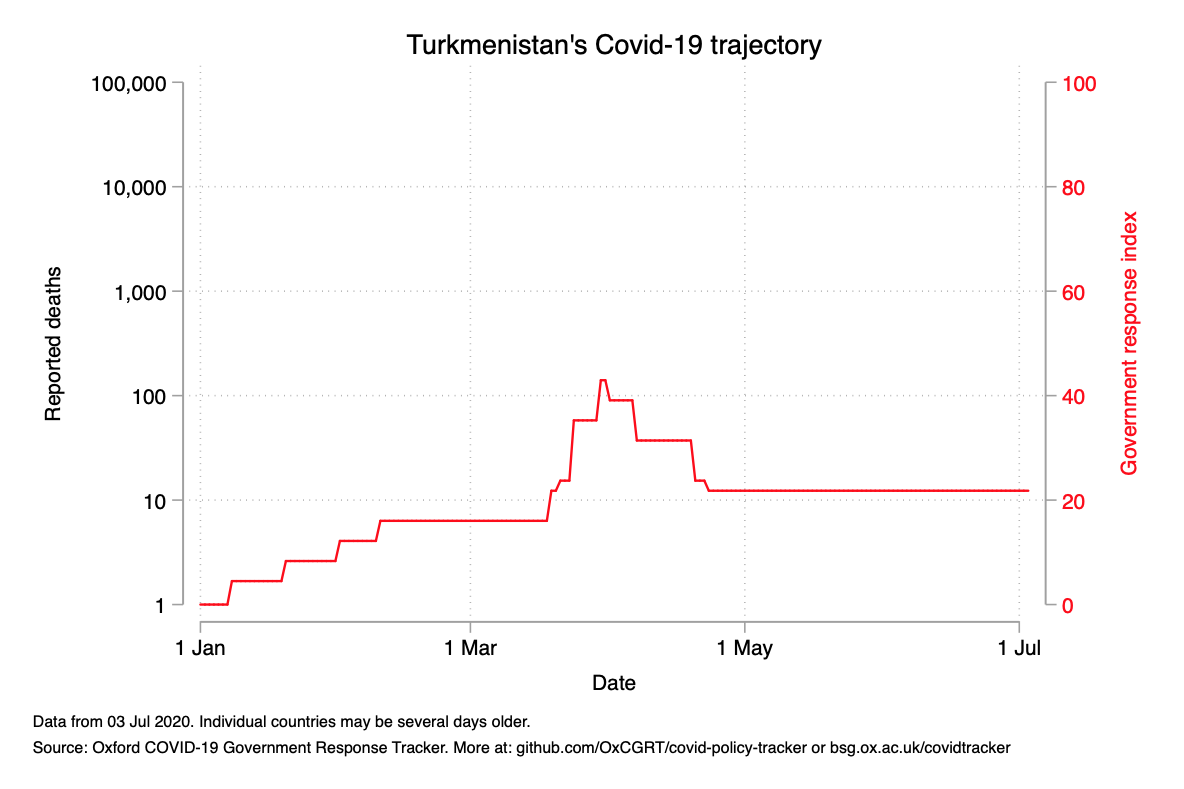 Turkmenistan's Covid-19 trajectory
100,000
10,000
1,000
100
10
1
Reported deaths
100
80
60
40
20
0
Government response index
1 Jan
1 Mar
1 May
1 Jul
Date
Data from 03 Jul 2020. Individual countries may be several days older.
Source: Oxford COVID-19 Government Response Tracker. More at: github.com/OxCGRT/covid-policy-tracker or bsg.ox.ac.uk/covidtracker